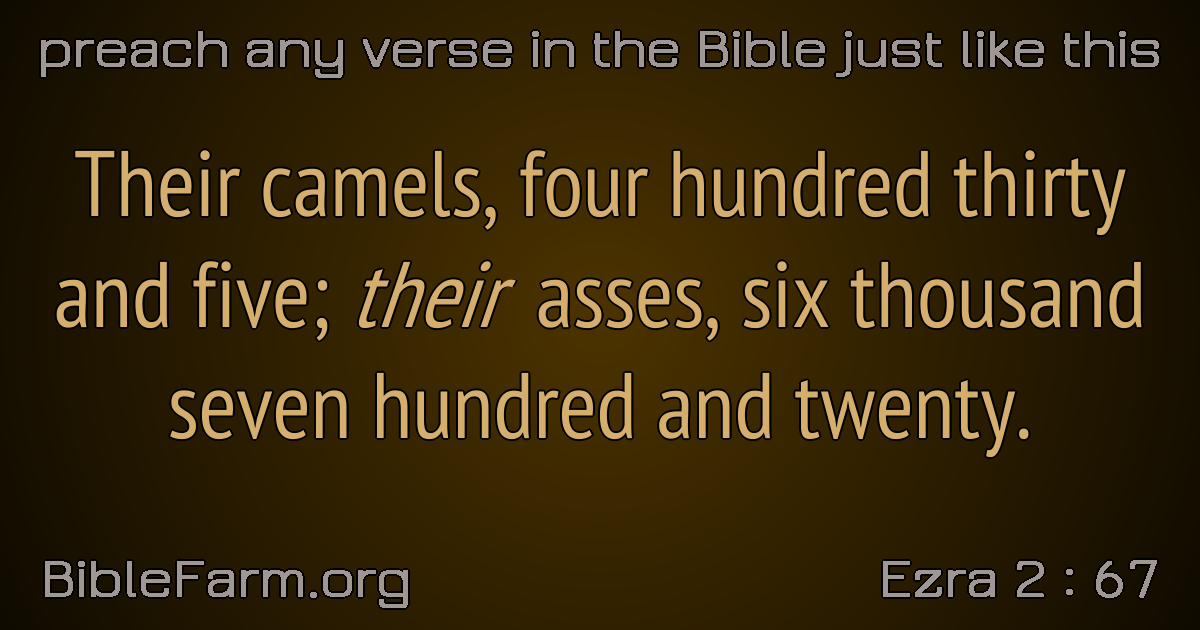 preach any verse in the Bible just like this
Their camels, four hundred thirty
and five; their asses, six thousand
seven hundred and twenty.
BibleFarm.org
Ezra 2 : 67